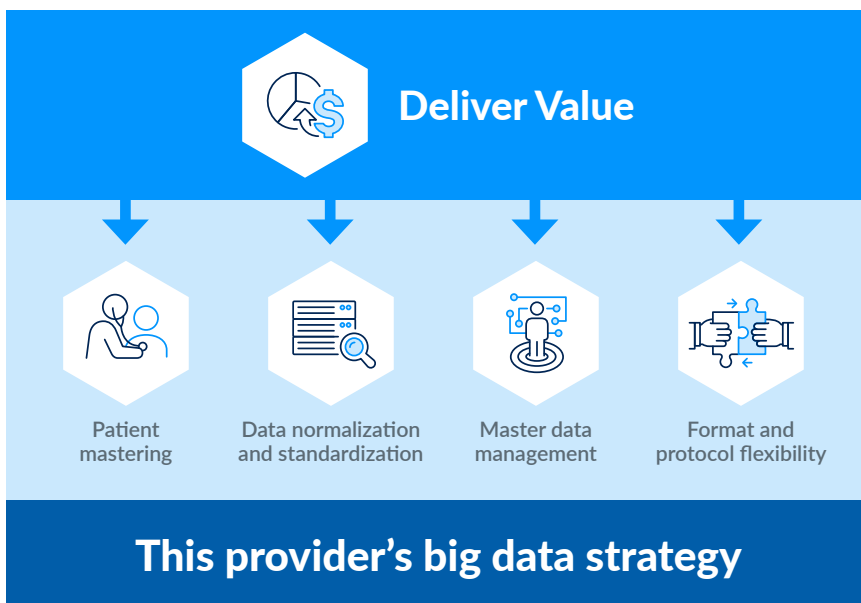 Deliver Value
Patient
mastering
Data normalization
and standardization
Master data
management
Format and
protocol flexibility
This provider’s big data strategy